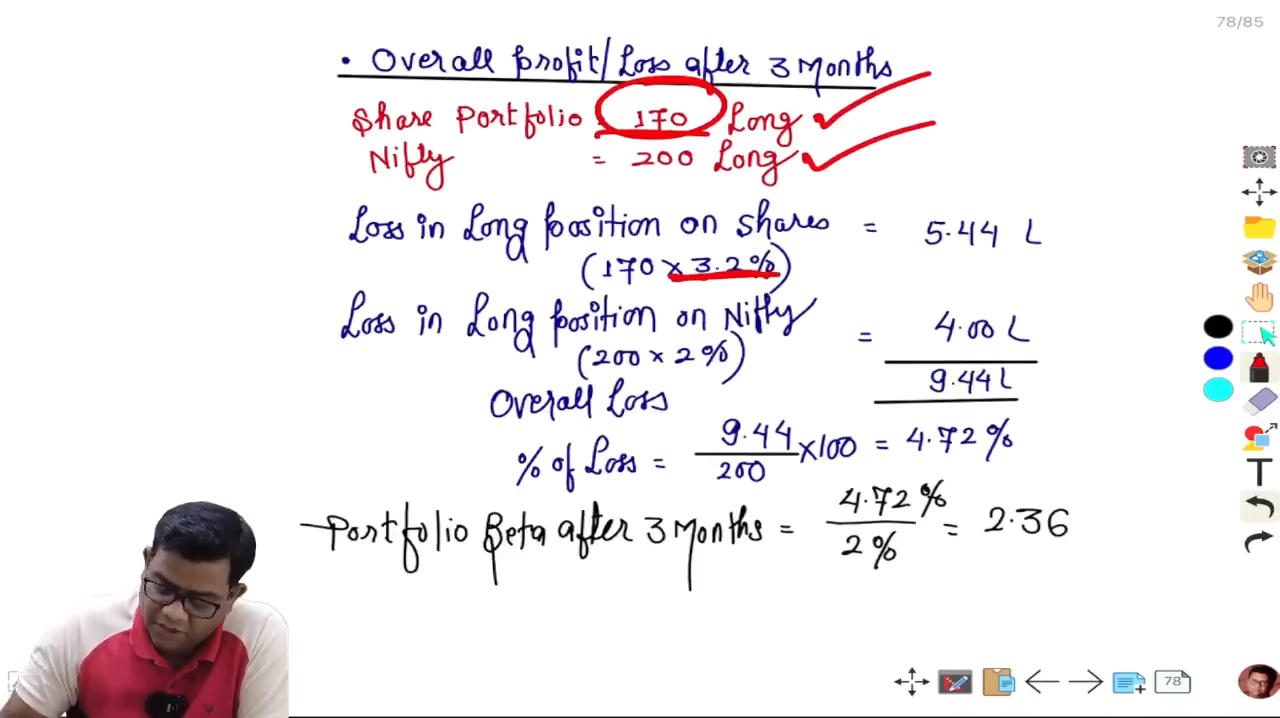 78/85
• Overall profit/Loss after 3 Months
Share Portfolio = 170 Long
Nifty = 200 Long
Loss in Long position on shares = 5.44 L
(170 × 3.2%)
Loss in Long position on Nifty = 4.00 L
(200 × 2%)
Overall Loss 9.44 L
% of Loss = 9.44/200 × 100 = 4.72%
Portfolio Beta after 3 Months = 4.72%/2% = 2.36
T
78